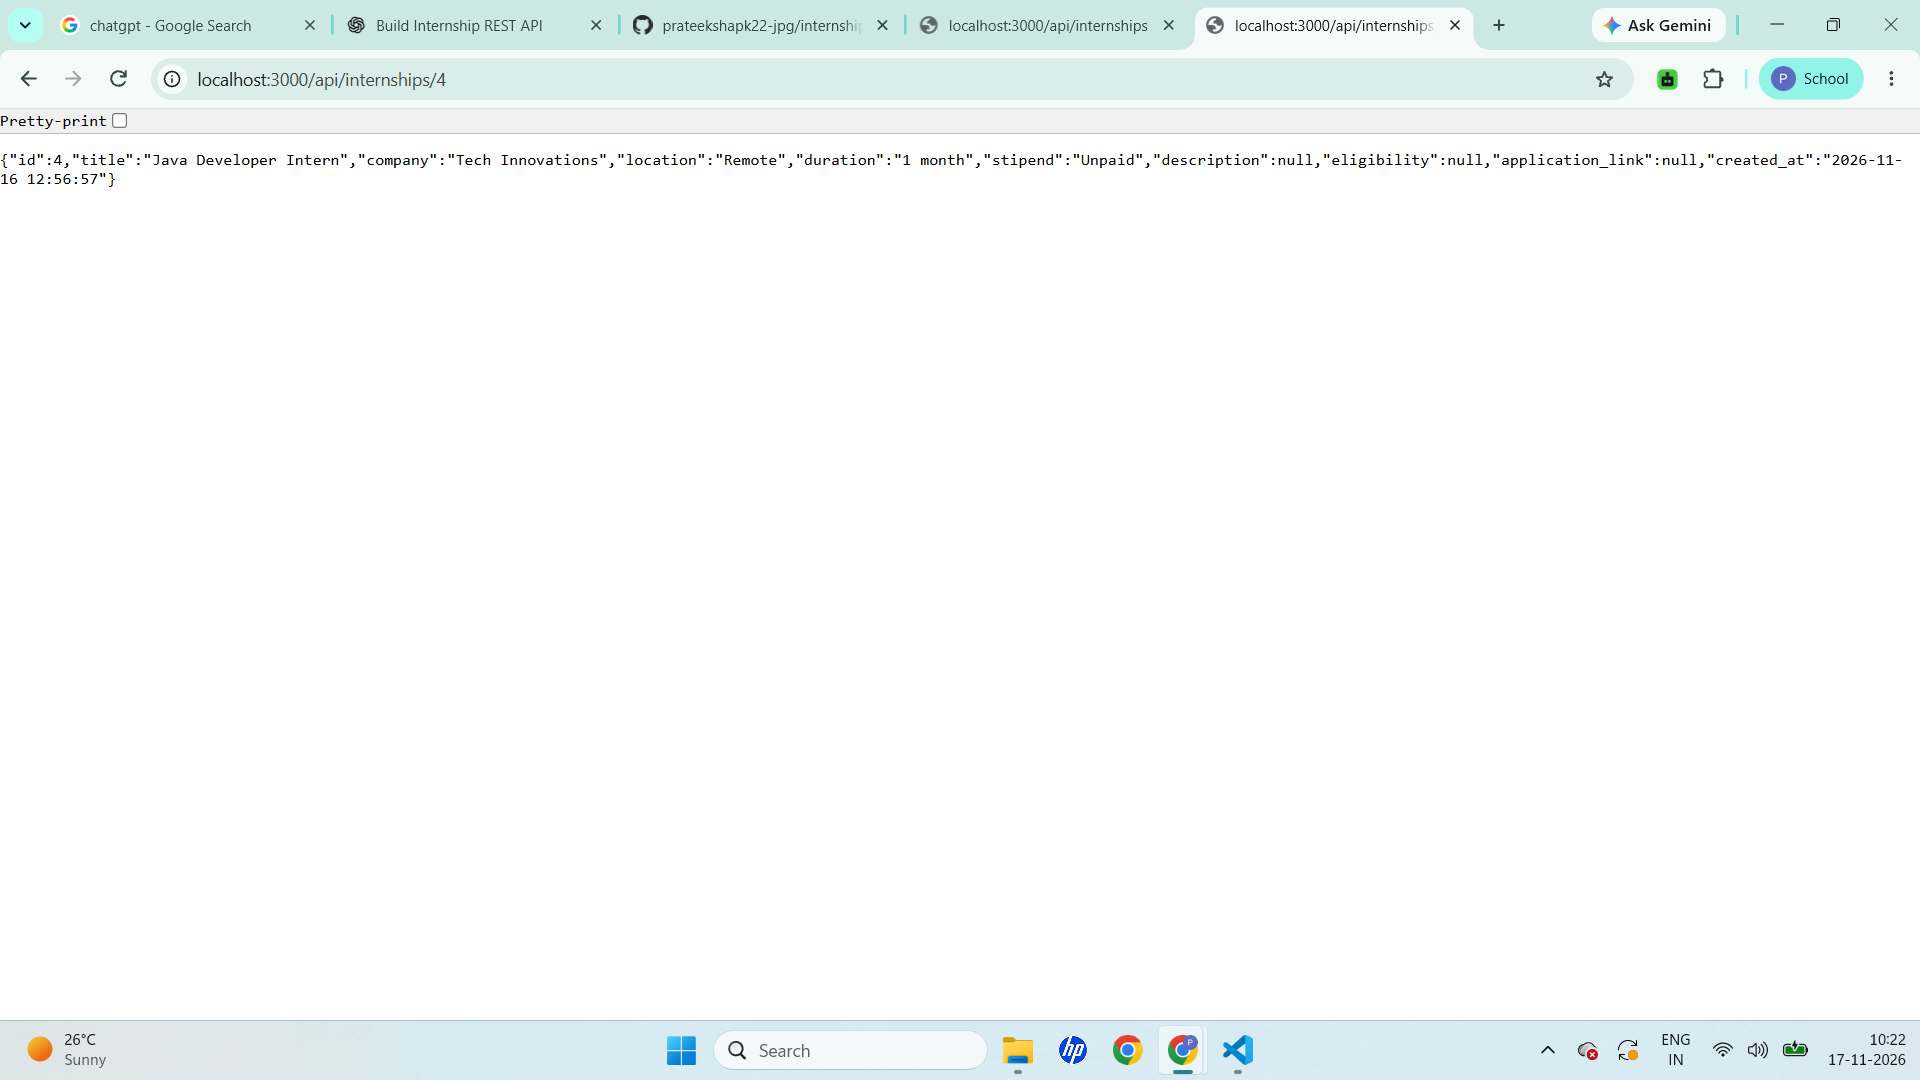 chatgpt - Google Search
Build Internship REST API
prateekshapk22-jpg/internship
localhost:3000/api/internships
localhost:3000/api/internships
Ask Gemini
localhost:3000/api/internships/4
P
School
Pretty-print
{"id":4,"title":"Java Developer Intern","company":"Tech Innovations","location":"Remote","duration":"1 month","stipend":"Unpaid","description":null,"eligibility":null,"application_link":null,"created_at":"2026-11-
16 12:56:57"}
26°C
Sunny
Search
hp
P
ENG
IN
10:22
17-11-2026